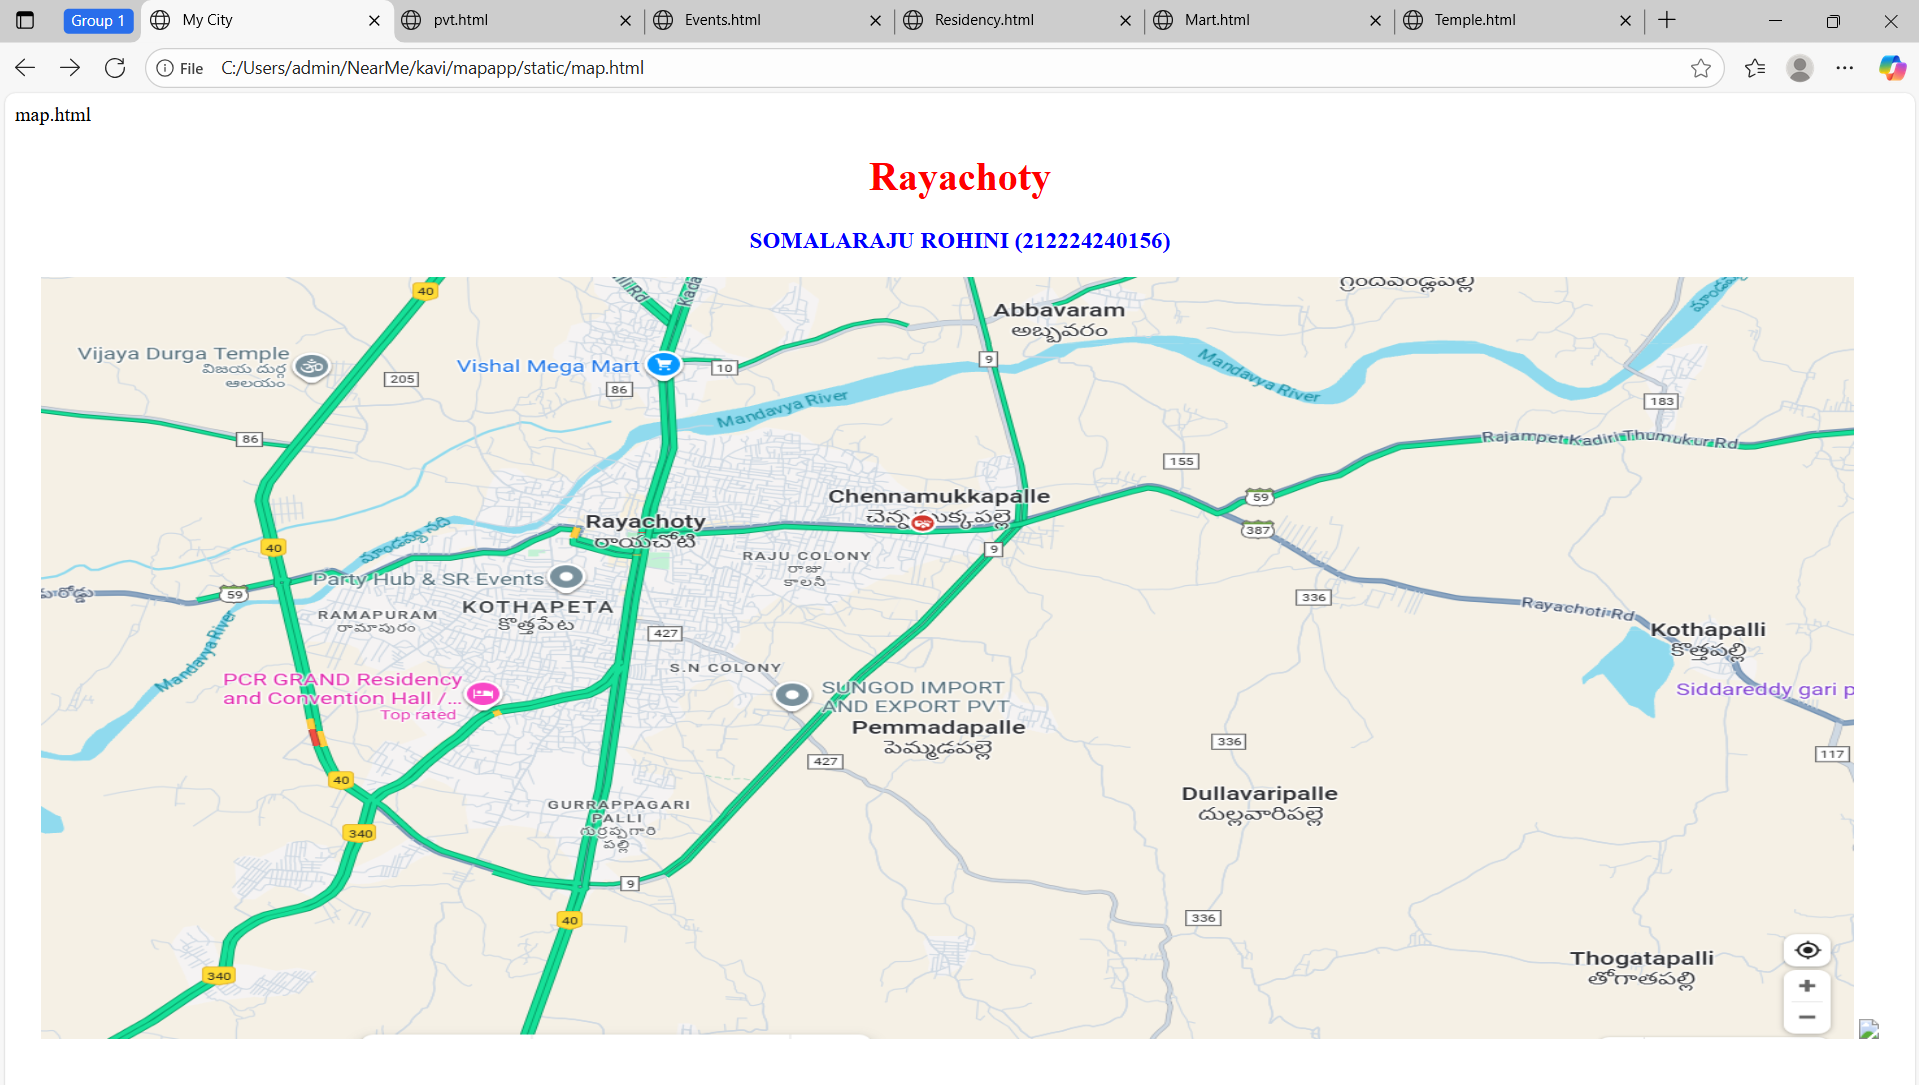 Group 1
My City
pvt.html
Events.html
Residency.html
Mart.html
Temple.html
File C:/Users/admin/NearMe/kavi/mapapp/static/map.html
map.html
Rayachoty
SOMALARAJU ROHINI (212224240156)
40
Abbavaram
అబ్బవరం
Vijaya Durga Temple
విజయ దుర్గ
ఆలయం
205
Vishal Mega Mart
86
10
9
Mandavya River
Mandavya River
183
86
Rajampet Kadiri Thumukur Rd
155
59
Chennamukkapalle
చెన్నముక్కపల్లె
387
Rayachoty
రాయచోటి
40
మాండవ్య నది
9
RAJU COLONY
రాజు
కాలనీ
Party Hub & SR Events
59
336
Rayachoti Rd
KOTHAPETA
కొత్తపేట
RAMAPURAM
రామాపురం
427
Kothapalli
కొత్తపల్లి
Mandavya River
S.N COLONY
PCR GRAND Residency
and Convention Hall /...
Top rated
SUNGOD IMPORT
AND EXPORT PVT
Siddareddy gari p
Pemmadapalle
పెమ్మడపల్లె
336
117
427
40
Dullavaripalle
దుల్లవారిపల్లె
GURRAPPAGARI
PALLI
గుర్రప్పగారి
పల్లి
340
9
40
336
Thogatapalli
తోగాతపల్లి
340